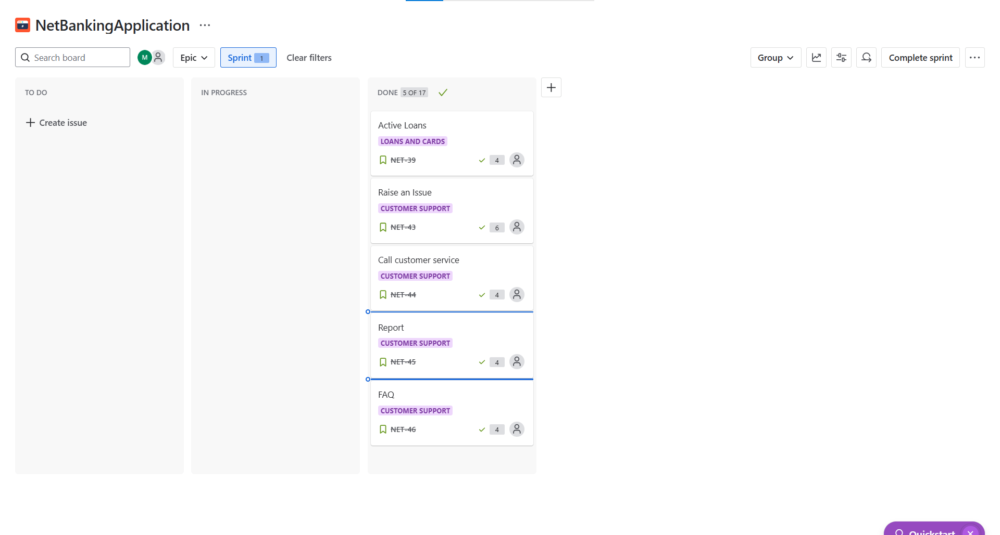 NetBankingApplication
Search board
M
Epic
Sprint 1
Clear filters
Group
Complete sprint
TO DO
IN PROGRESS
DONE 5 OF 17
Create issue
Active Loans
LOANS AND CARDS
NET-39 4
Raise an Issue
CUSTOMER SUPPORT
NET-43 6
Call customer service
CUSTOMER SUPPORT
NET-44 4
Report
CUSTOMER SUPPORT
NET-45 4
FAQ
CUSTOMER SUPPORT
NET-46 4
Quickstart